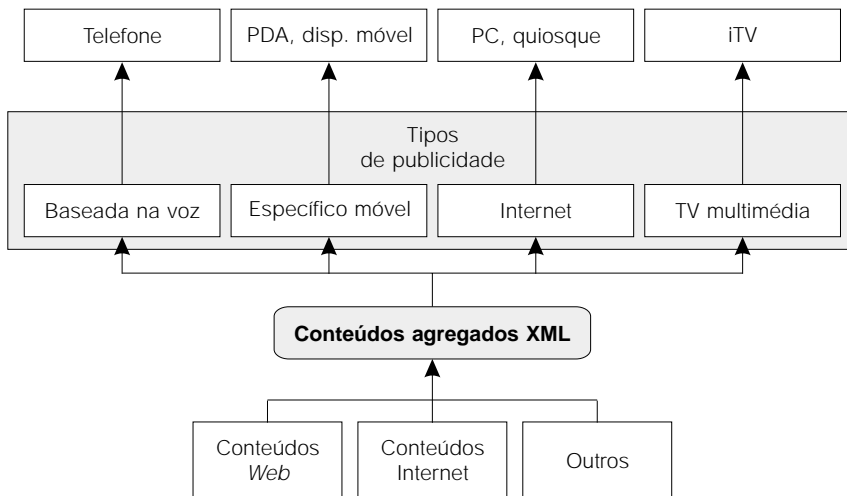 Telefone
PDA, disp. móvel
PC, quiosque
iTV
Tipos
de publicidade
Baseada na voz
Específico móvel
Internet
TV multimédia
Conteúdos agregados XML
Conteúdos
Web
Conteúdos
Internet
Outros